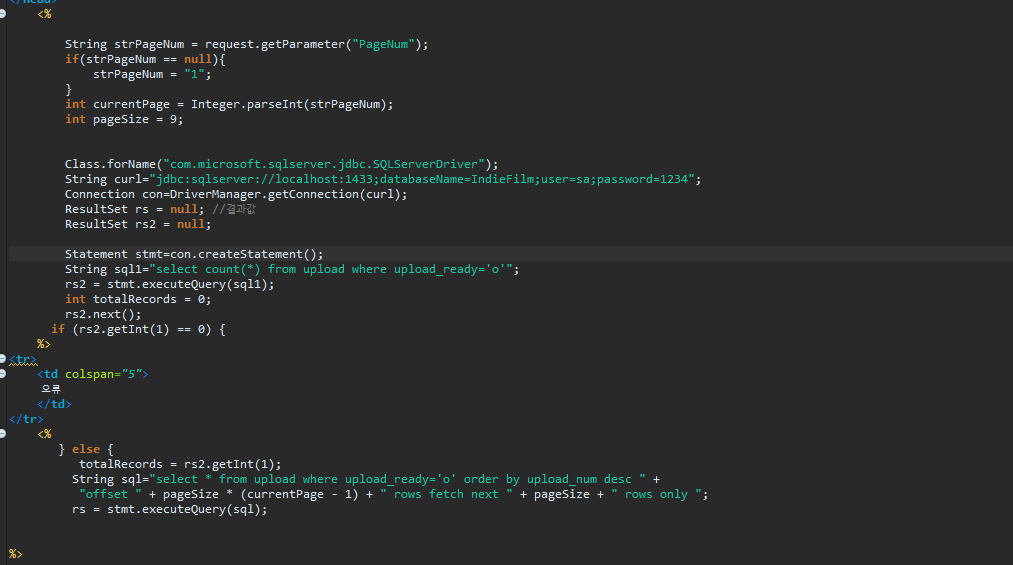 </head>
<%
String strPageNum = request.getParameter("PageNum");
if(strPageNum == null){
strPageNum = "1";
}
int currentPage = Integer.parseInt(strPageNum);
int pageSize = 9;
Class.forName("com.microsoft.sqlserver.jdbc.SQLServerDriver");
String curl="jdbc:sqlserver://localhost:1433;databaseName=IndieFilm;user=sa;password=1234";
Connection con=DriverManager.getConnection(curl);
ResultSet rs = null; //결과값
ResultSet rs2 = null;
Statement stmt=con.createStatement();
String sql1="select count(*) from upload where upload_ready='o'";
rs2 = stmt.executeQuery(sql1);
int totalRecords = 0;
rs2.next();
if (rs2.getInt(1) == 0) {
%>
<tr>
<td colspan="5">
오류
</td>
</tr>
<%
} else {
totalRecords = rs2.getInt(1);
String sql="select * from upload where upload_ready='o' order by upload_num desc " +
"offset " + pageSize * (currentPage - 1) + " rows fetch next " + pageSize + " rows only ";
rs = stmt.executeQuery(sql);
%>